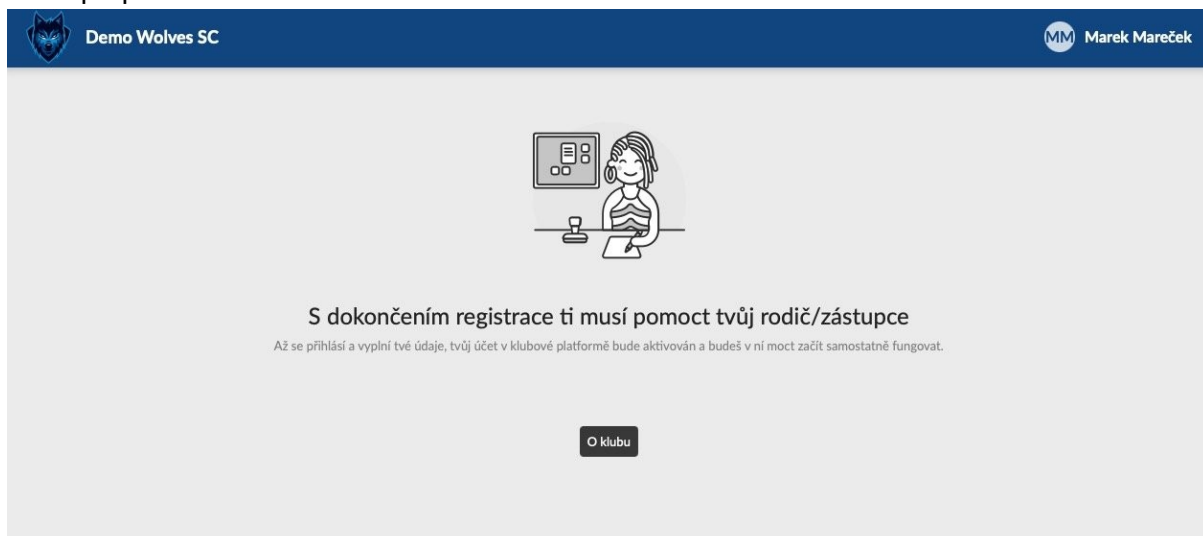 Demo Wolves SC
MM Marek Mareček
S dokončením registrace ti musí pomoct tvůj rodič/zástupce
Až se přihlásí a vyplní tvé údaje, tvůj účet v klubové platformě bude aktivován a budeš v ní moct začít samostatně fungovat.
O klubu